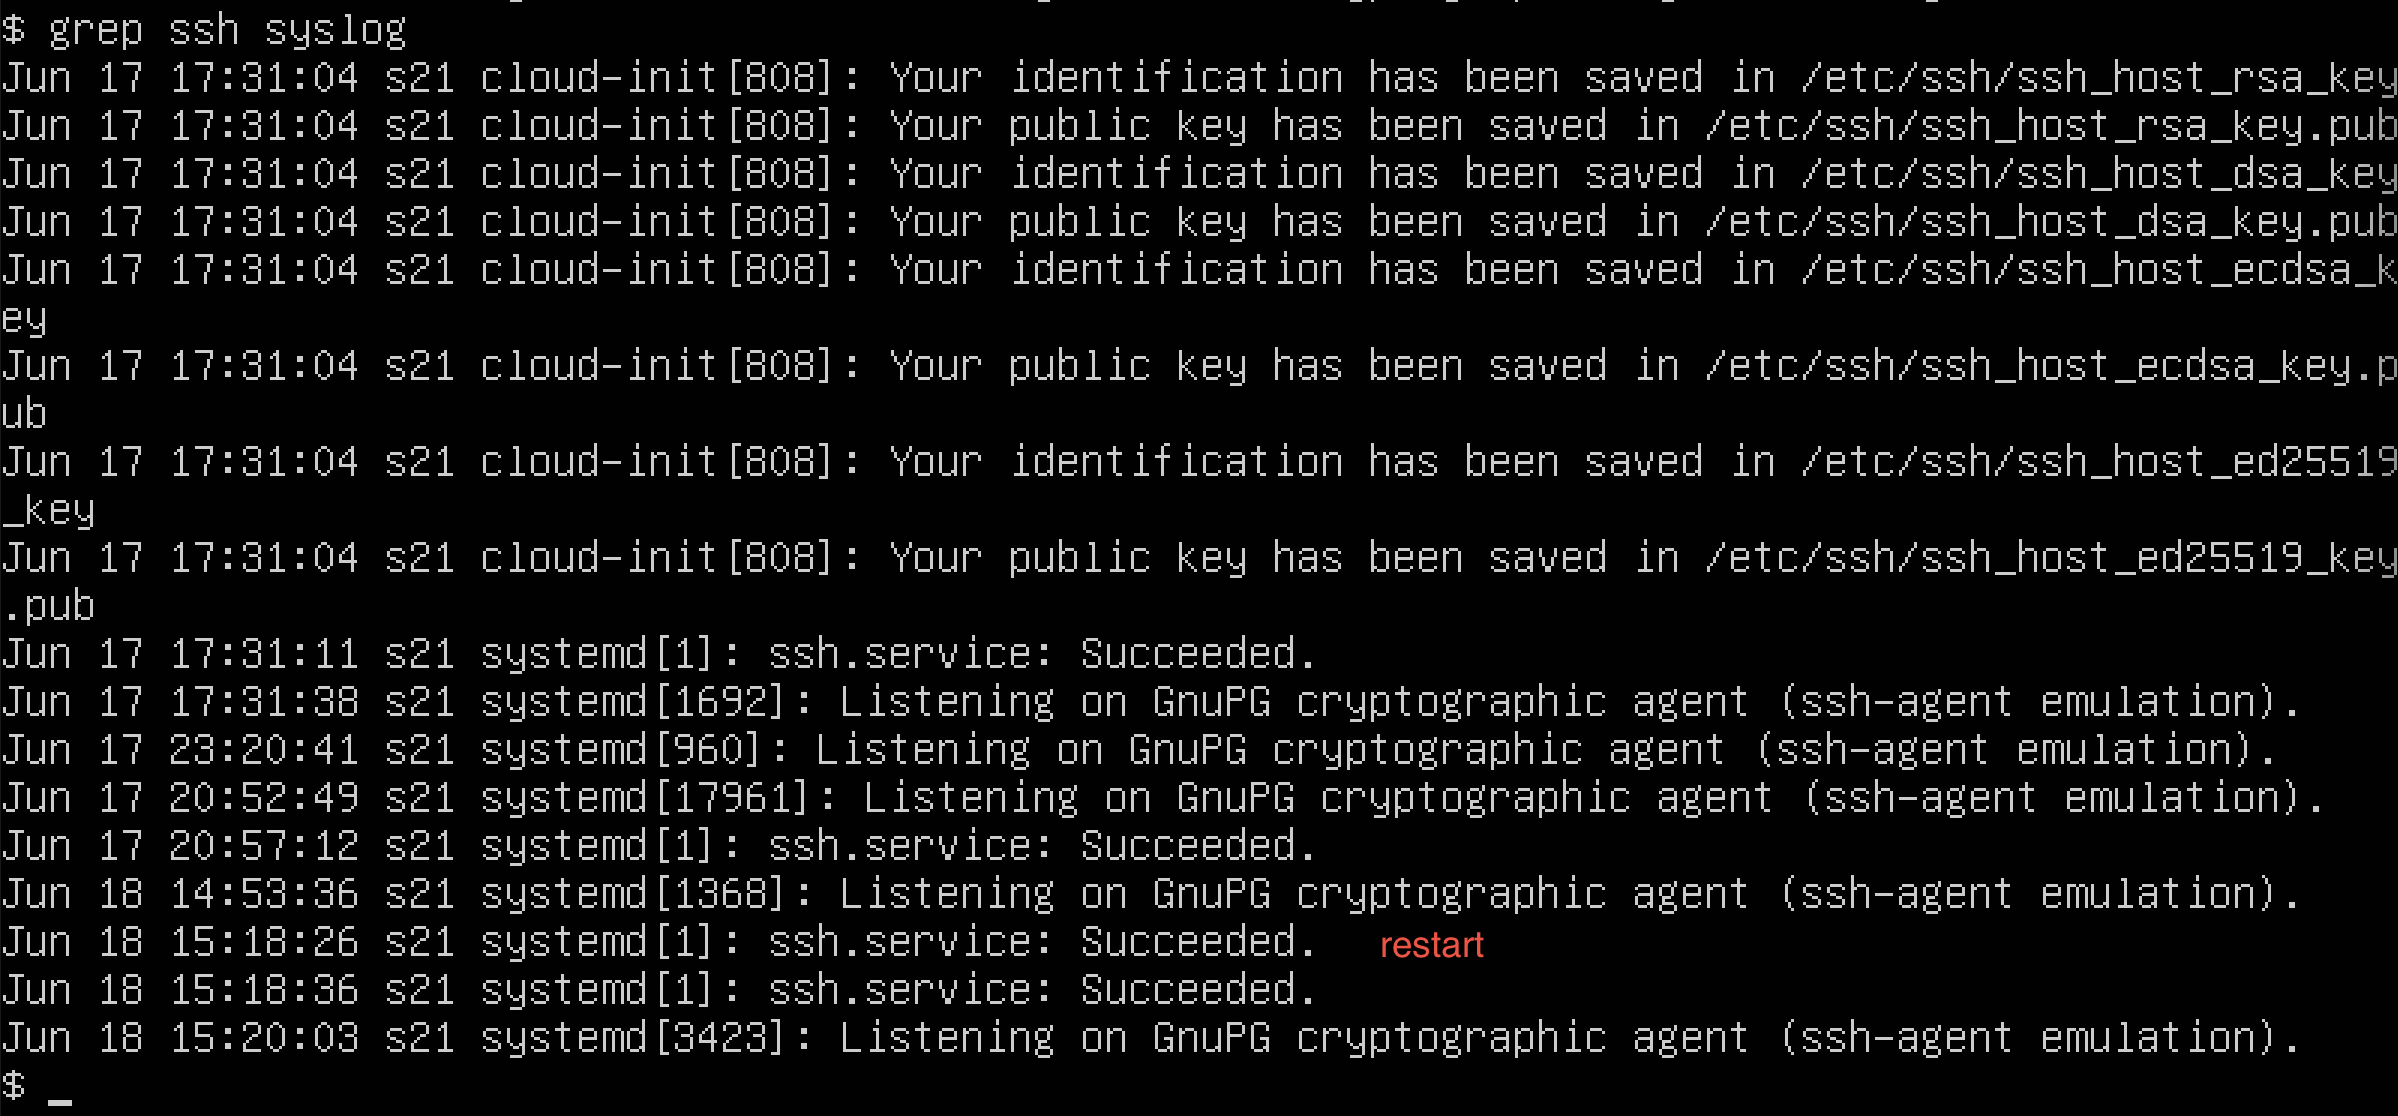 $ grep ssh syslog
Jun 17 17:31:04 s21 cloud-init[808]: Your identification has been saved in /etc/ssh/ssh_host_rsa_key
Jun 17 17:31:04 s21 cloud-init[808]: Your public key has been saved in /etc/ssh/ssh_host_rsa_key.pub
Jun 17 17:31:04 s21 cloud-init[808]: Your identification has been saved in /etc/ssh/ssh_host_dsa_key
Jun 17 17:31:04 s21 cloud-init[808]: Your public key has been saved in /etc/ssh/ssh_host_dsa_key.pub
Jun 17 17:31:04 s21 cloud-init[808]: Your identification has been saved in /etc/ssh/ssh_host_ecdsa_k
ey
Jun 17 17:31:04 s21 cloud-init[808]: Your public key has been saved in /etc/ssh/ssh_host_ecdsa_key.p
ub
Jun 17 17:31:04 s21 cloud-init[808]: Your identification has been saved in /etc/ssh/ssh_host_ed25519
_key
Jun 17 17:31:04 s21 cloud-init[808]: Your public key has been saved in /etc/ssh/ssh_host_ed25519_key
.pub
Jun 17 17:31:11 s21 systemd[1]: ssh.service: Succeeded.
Jun 17 17:31:38 s21 systemd[1692]: Listening on GnuPG cryptographic agent (ssh-agent emulation).
Jun 17 23:20:41 s21 systemd[960]: Listening on GnuPG cryptographic agent (ssh-agent emulation).
Jun 17 20:52:49 s21 systemd[17961]: Listening on GnuPG cryptographic agent (ssh-agent emulation).
Jun 17 20:57:12 s21 systemd[1]: ssh.service: Succeeded.
Jun 18 14:53:36 s21 systemd[1368]: Listening on GnuPG cryptographic agent (ssh-agent emulation).
Jun 18 15:18:26 s21 systemd[1]: ssh.service: Succeeded. restart
Jun 18 15:18:36 s21 systemd[1]: ssh.service: Succeeded.
Jun 18 15:20:03 s21 systemd[3423]: Listening on GnuPG cryptographic agent (ssh-agent emulation).
$ _